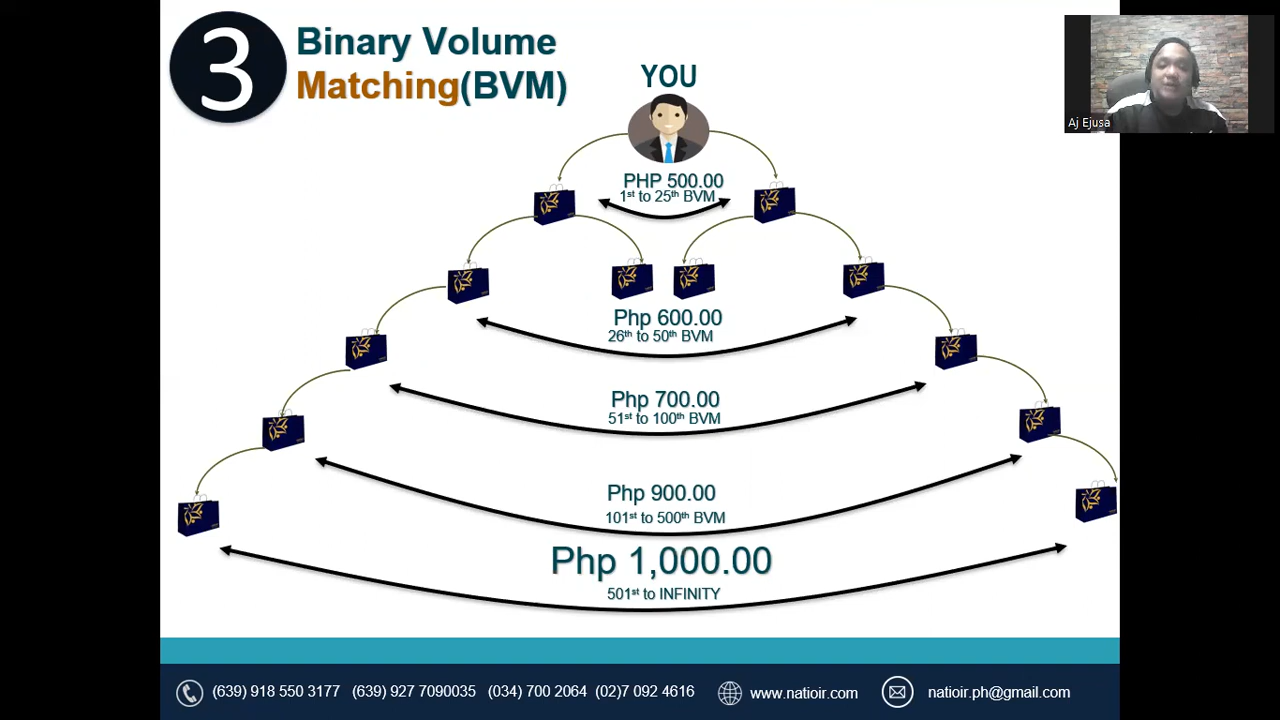 3
Binary Volume
Matching(BVM)
YOU
Aj Ejusa
PHP 500.00
1st to 25th BVM
Php 600.00
26th to 50th BVM
Php 700.00
51st to 100th BVM
Php 900.00
101st to 500th BVM
Php 1,000.00
501st to INFINITY
(639) 918 550 3177 (639) 927 7090035 (034) 700 2064 (02)7 092 4616 www.natioir.com natioir.ph@gmail.com